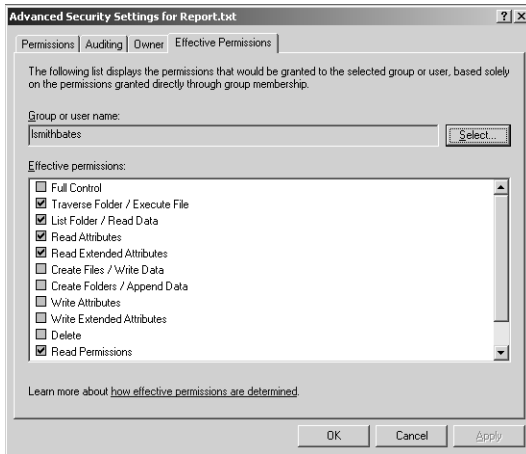 Advanced Security Settings for Report.txt
Permissions Auditing Owner Effective Permissions
The following list displays the permissions that would be granted to the selected group or user, based solely
on the permissions granted directly through group membership.
Group or user name:
lsmithbates
Select...
Effective permissions:
Full Control
Traverse Folder / Execute File
List Folder / Read Data
Read Attributes
Read Extended Attributes
Create Files / Write Data
Create Folders / Append Data
Write Attributes
Write Extended Attributes
Delete
Read Permissions
Learn more about how effective permissions are determined.
OK Cancel Apply